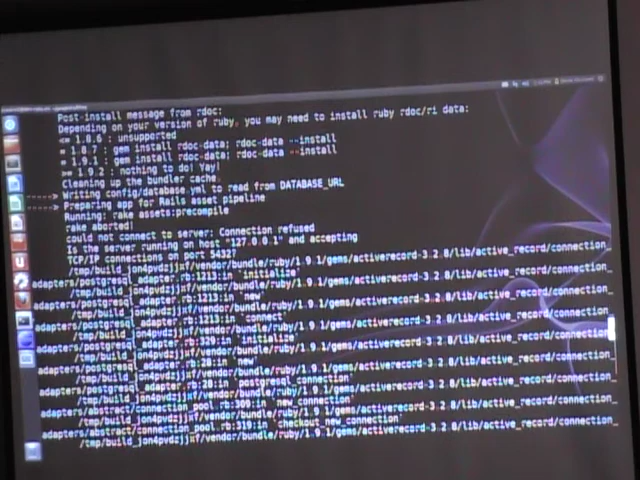 Post-install message from rdoc:
Depending on your version of ruby, you may need to install ruby rdoc/ri data:
<= 1.8.6 : unsupported
= 1.8.7 : gem install rdoc-data; rdoc-data --install
= 1.9.1 : gem install rdoc-data; rdoc-data --install
>= 1.9.2 : nothing to do! Yay!
Cleaning up the bundler cache.
-----> Writing config/database.yml to read from DATABASE_URL
-----> Preparing app for Rails asset pipeline
Running: rake assets:precompile
rake aborted!
could not connect to server: Connection refused
Is the server running on host "127.0.0.1" and accepting
TCP/IP connections on port 5432?
/tmp/build_jon4pvdzjjxf/vendor/bundle/ruby/1.9.1/gems/activerecord-3.2.8/lib/active_record/connection_
adapters/postgresql_adapter.rb:1213:in `initialize'
/tmp/build_jon4pvdzjjxf/vendor/bundle/ruby/1.9.1/gems/activerecord-3.2.8/lib/active_record/connection_
adapters/postgresql_adapter.rb:1213:in `new'
/tmp/build_jon4pvdzjjxf/vendor/bundle/ruby/1.9.1/gems/activerecord-3.2.8/lib/active_record/connection_
adapters/postgresql_adapter.rb:1213:in `connect'
/tmp/build_jon4pvdzjjxf/vendor/bundle/ruby/1.9.1/gems/activerecord-3.2.8/lib/active_record/connection_
adapters/postgresql_adapter.rb:329:in `initialize'
/tmp/build_jon4pvdzjjxf/vendor/bundle/ruby/1.9.1/gems/activerecord-3.2.8/lib/active_record/connection_
adapters/postgresql_adapter.rb:28:in `new'
/tmp/build_jon4pvdzjjxf/vendor/bundle/ruby/1.9.1/gems/activerecord-3.2.8/lib/active_record/connection_
adapters/postgresql_adapter.rb:28:in `postgresql_connection'
/tmp/build_jon4pvdzjjxf/vendor/bundle/ruby/1.9.1/gems/activerecord-3.2.8/lib/active_record/connection_
adapters/abstract/connection_pool.rb:309:in `new_connection'
/tmp/build_jon4pvdzjjxf/vendor/bundle/ruby/1.9.1/gems/activerecord-3.2.8/lib/active_record/connection_
adapters/abstract/connection_pool.rb:319:in `checkout_new_connection'
/tmp/build_jon4pvdzjjxf/vendor/bundle/ruby/1.9.1/gems/activerecord-3.2.8/lib/active_record/connection_